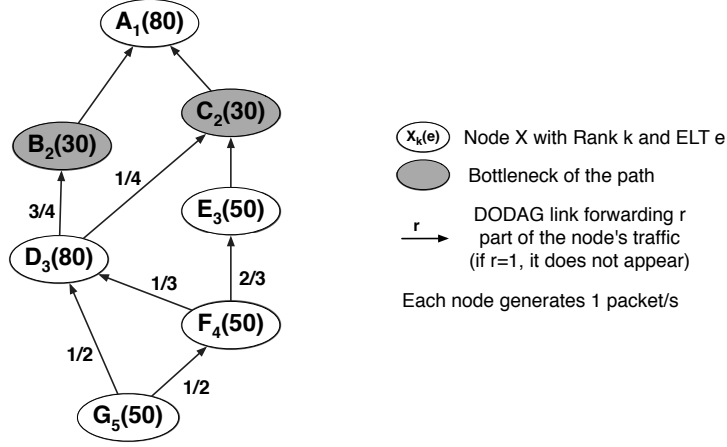 A₁(80)
B₂(30)
C₂(30)
1/4
3/4
E₃(50)
D₃(80)
1/3
2/3
F₄(50)
1/2
1/2
G₅(50)
Xₖ(e) Node X with Rank k and ELT e
Bottleneck of the path
r DODAG link forwarding r
part of the node's traffic
(if r=1, it does not appear)
Each node generates 1 packet/s